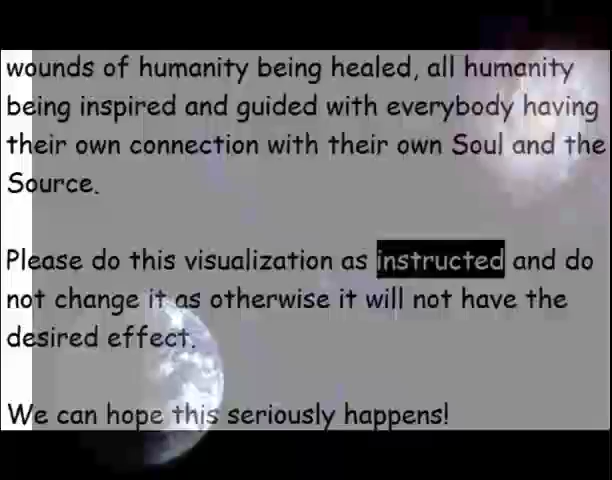 wounds of humanity being healed, all humanity
being inspired and guided with everybody having
their own connection with their own Soul and the
Source.
Please do this visualization as instructed and do
not change it as otherwise it will not have the
desired effect.
We can hope this seriously happens!